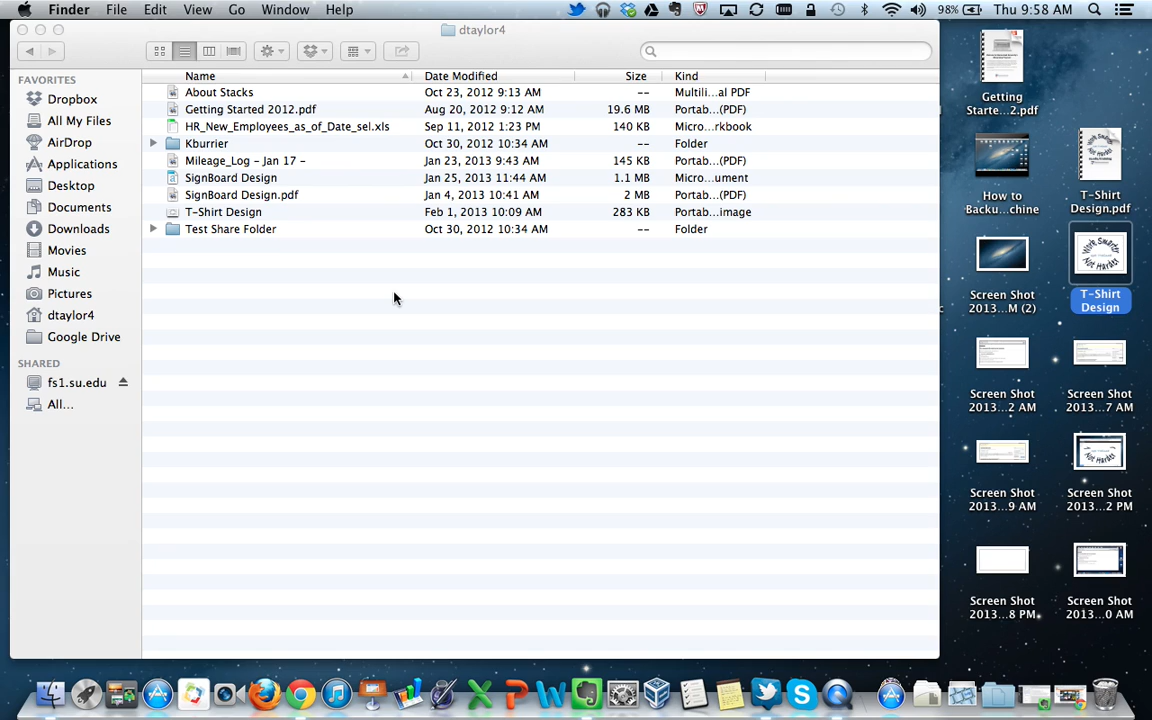 Finder File Edit View Go Window Help 98% Thu 9:58 AM
dtaylor4
FAVORITES
Dropbox
All My Files
AirDrop
Applications
Desktop
Documents
Downloads
Movies
Music
Pictures
dtaylor4
Google Drive
SHARED
fs1.su.edu
All...
Name Date Modified Size Kind
About Stacks Oct 23, 2012 9:13 AM -- Multili...al PDF
Getting Started 2012.pdf Aug 20, 2012 9:12 AM 19.6 MB Portab...(PDF)
HR_New_Employees_as_of_Date_sel.xls Sep 11, 2012 1:23 PM 140 KB Micro...rkbook
Kburrier Oct 30, 2012 10:34 AM -- Folder
Mileage_Log - Jan 17 - Jan 23, 2013 9:43 AM 145 KB Portab...(PDF)
SignBoard Design Jan 25, 2013 11:44 AM 1.1 MB Micro...ument
SignBoard Design.pdf Jan 4, 2013 10:41 AM 2 MB Portab...(PDF)
T-Shirt Design Feb 1, 2013 10:09 AM 283 KB Portab...image
Test Share Folder Oct 30, 2012 10:34 AM -- Folder
Getting
Starte...2.pdf
How to
Backu...chine
T-Shirt
Design.pdf
Screen Shot
2013...M (2)
Work Smarter
Not Harder
T-Shirt
Design
Screen Shot
2013...2 AM
Screen Shot
2013...7 AM
Screen Shot
2013...9 AM
Screen Shot
2013...2 PM
Screen Shot
2013...8 PM
Screen Shot
2013...0 AM